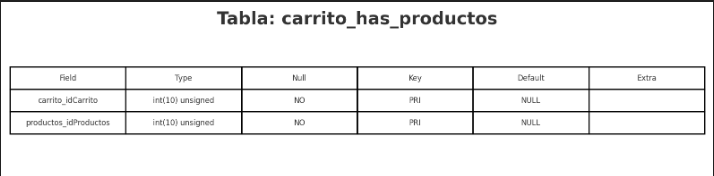 Tabla: carrito_has_productos
Field Type Null Key Default Extra
carrito_idCarrito int(10) unsigned NO PRI NULL
productos_idProductos int(10) unsigned NO PRI NULL